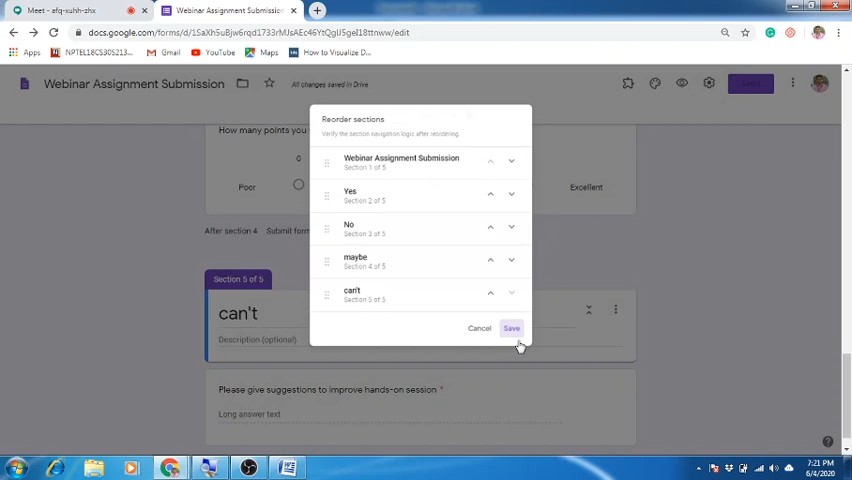 Meet - afq-xuhh-zhx
Webinar Assignment Submission
docs.google.com/forms/d/1SaXh5uBjw6rqd1733rMJsAEc46YtQgIJ5geI18ttnww/edit
Apps
NPTEL18CS30S213...
Gmail
YouTube
Maps
How to Visualize D...
Webinar Assignment Submission
All changes saved in Drive
Send
How many points you
0
Poor
Excellent
After section 4
Submit form
Section 5 of 5
can't
Description (optional)
Please give suggestions to improve hands-on session *
Long answer text
Reorder sections
Verify the section navigation logic after reordering.
Webinar Assignment Submission
Section 1 of 5
Yes
Section 2 of 5
No
Section 3 of 5
maybe
Section 4 of 5
can't
Section 5 of 5
Cancel
Save
7:21 PM
6/4/2020